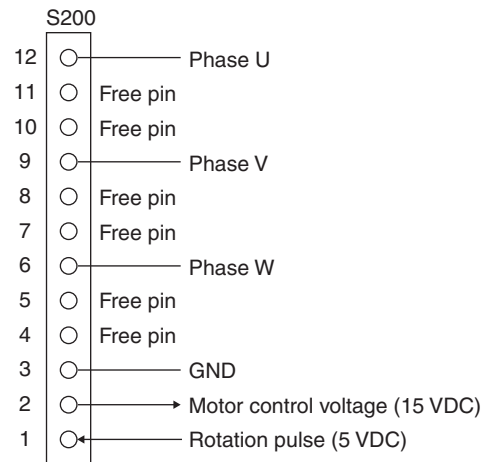 S200
12 Phase U
11 Free pin
10 Free pin
9 Phase V
8 Free pin
7 Free pin
6 Phase W
5 Free pin
4 Free pin
3 GND
2 Motor control voltage (15 VDC)
1 Rotation pulse (5 VDC)